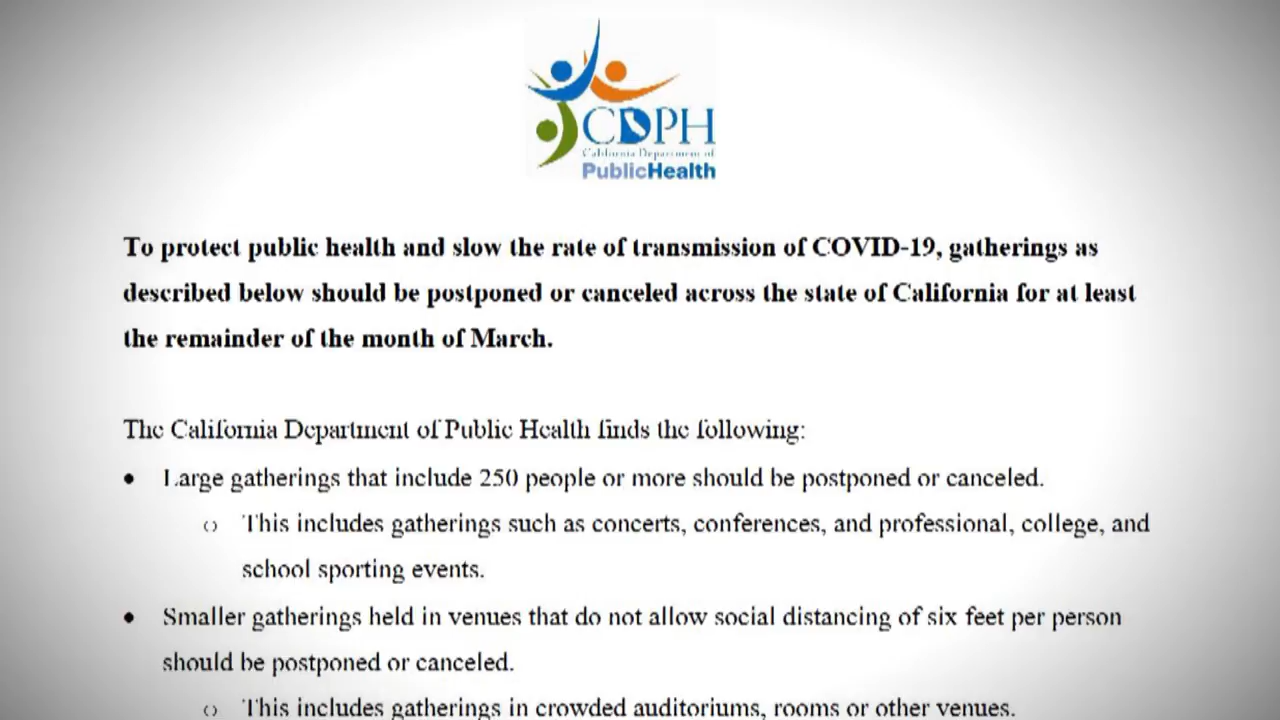 CDPH
California Department of
PublicHealth
To protect public health and slow the rate of transmission of COVID-19, gatherings as
described below should be postponed or canceled across the state of California for at least
the remainder of the month of March.
The California Department of Public Health finds the following:
• Large gatherings that include 250 people or more should be postponed or canceled.
o This includes gatherings such as concerts, conferences, and professional, college, and
school sporting events.
• Smaller gatherings held in venues that do not allow social distancing of six feet per person
should be postponed or canceled.
o This includes gatherings in crowded auditoriums, rooms or other venues.